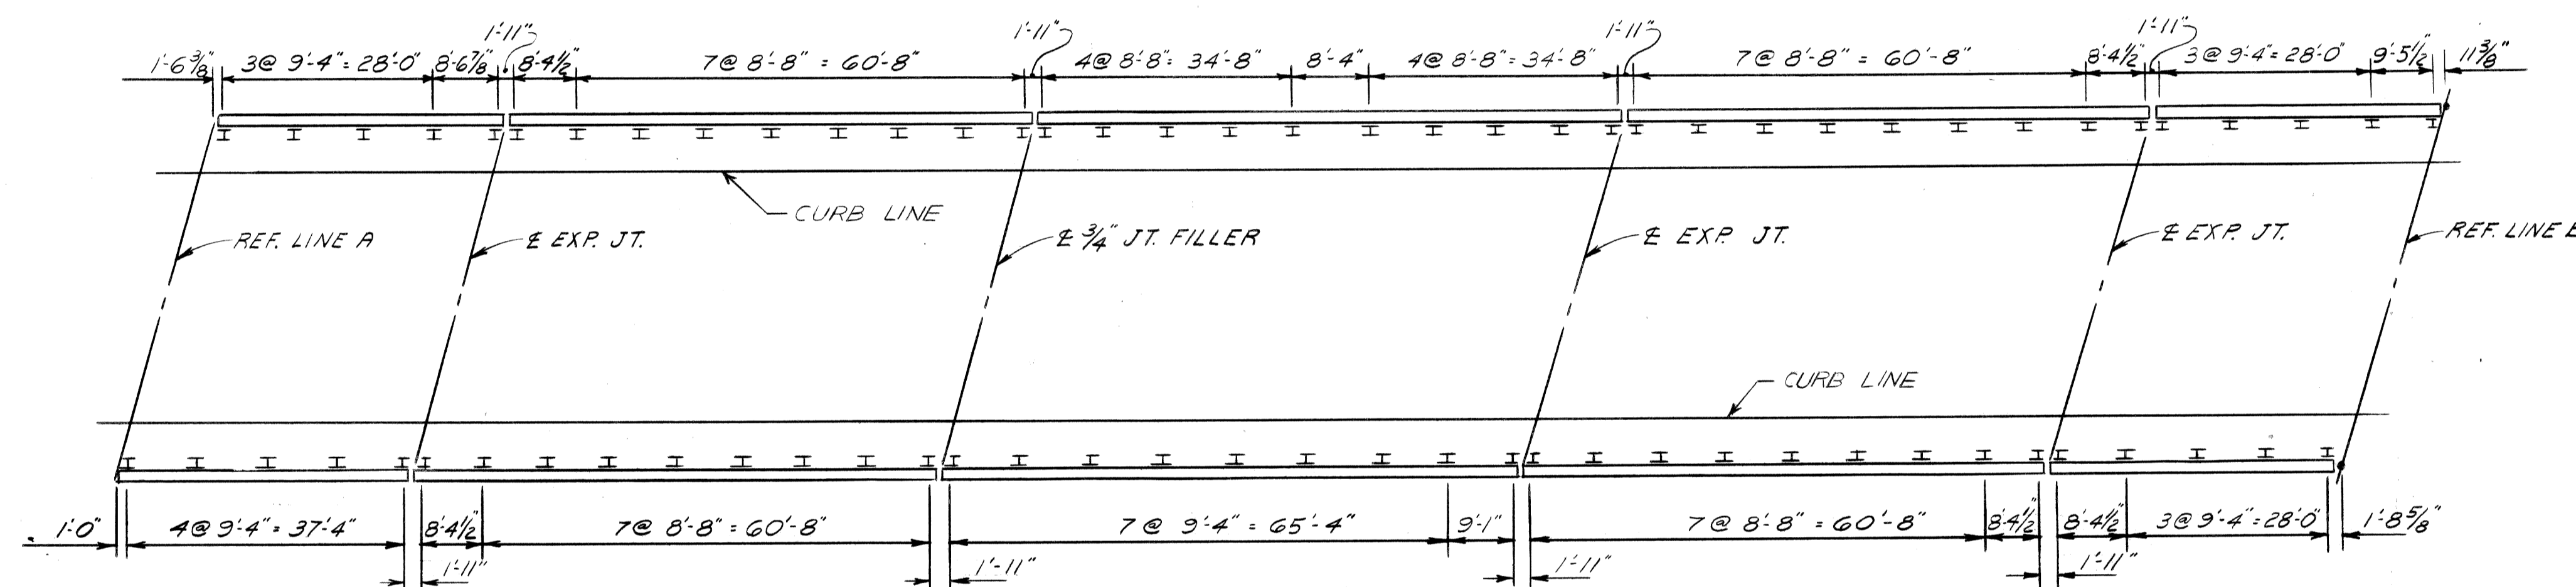 1'-11" 1'-11" 1'-11" 1'-11"
1'-6 3/8" 3@ 9'-4"=28'-0" 8'-6 7/8" 8'-4 1/2" 7@ 8'-8" = 60'-8" 4@ 8'-8"= 34'-8" 8'-4" 4@ 8'-8"=34'-8" 7@ 8'-8" = 60'-8" 8'-4 1/2" 3@ 9'-4"=28'-0" 9'-5 1/2" 11 3/8"
CURB LINE
REF. LINE A ℄ EXP. JT. ℄ 3/4" JT. FILLER ℄ EXP. JT. ℄ EXP. JT. REF. LINE B
CURB LINE
1'-0" 4@ 9'-4"=37'-4" 8'-4 1/2" 7@ 8'-8"=60'-8" 7@ 9'-4"=65'-4" 9'-1" 7@ 8'-8"=60'-8" 8'-4 1/2" 8'-4 1/2" 3@ 9'-4"=28'-0" 1'-8 5/8"
1'-11" 1'-11" 1'-11" 1'-11"